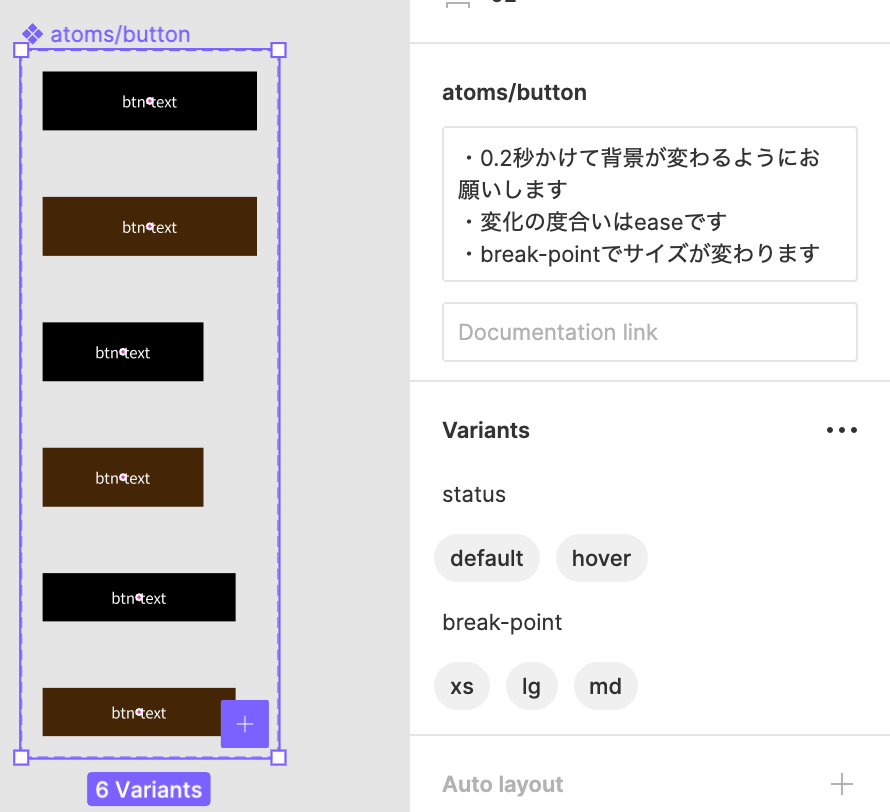 atoms/button
btn text
btn text
btn text
btn text
btn text
btn text
6 Variants
atoms/button
・0.2秒かけて背景が変わるようにお
願いします
・変化の度合いはeaseです
・break-pointでサイズが変わります
Documentation link
Variants
status
default hover
break-point
xs lg md
Auto layout